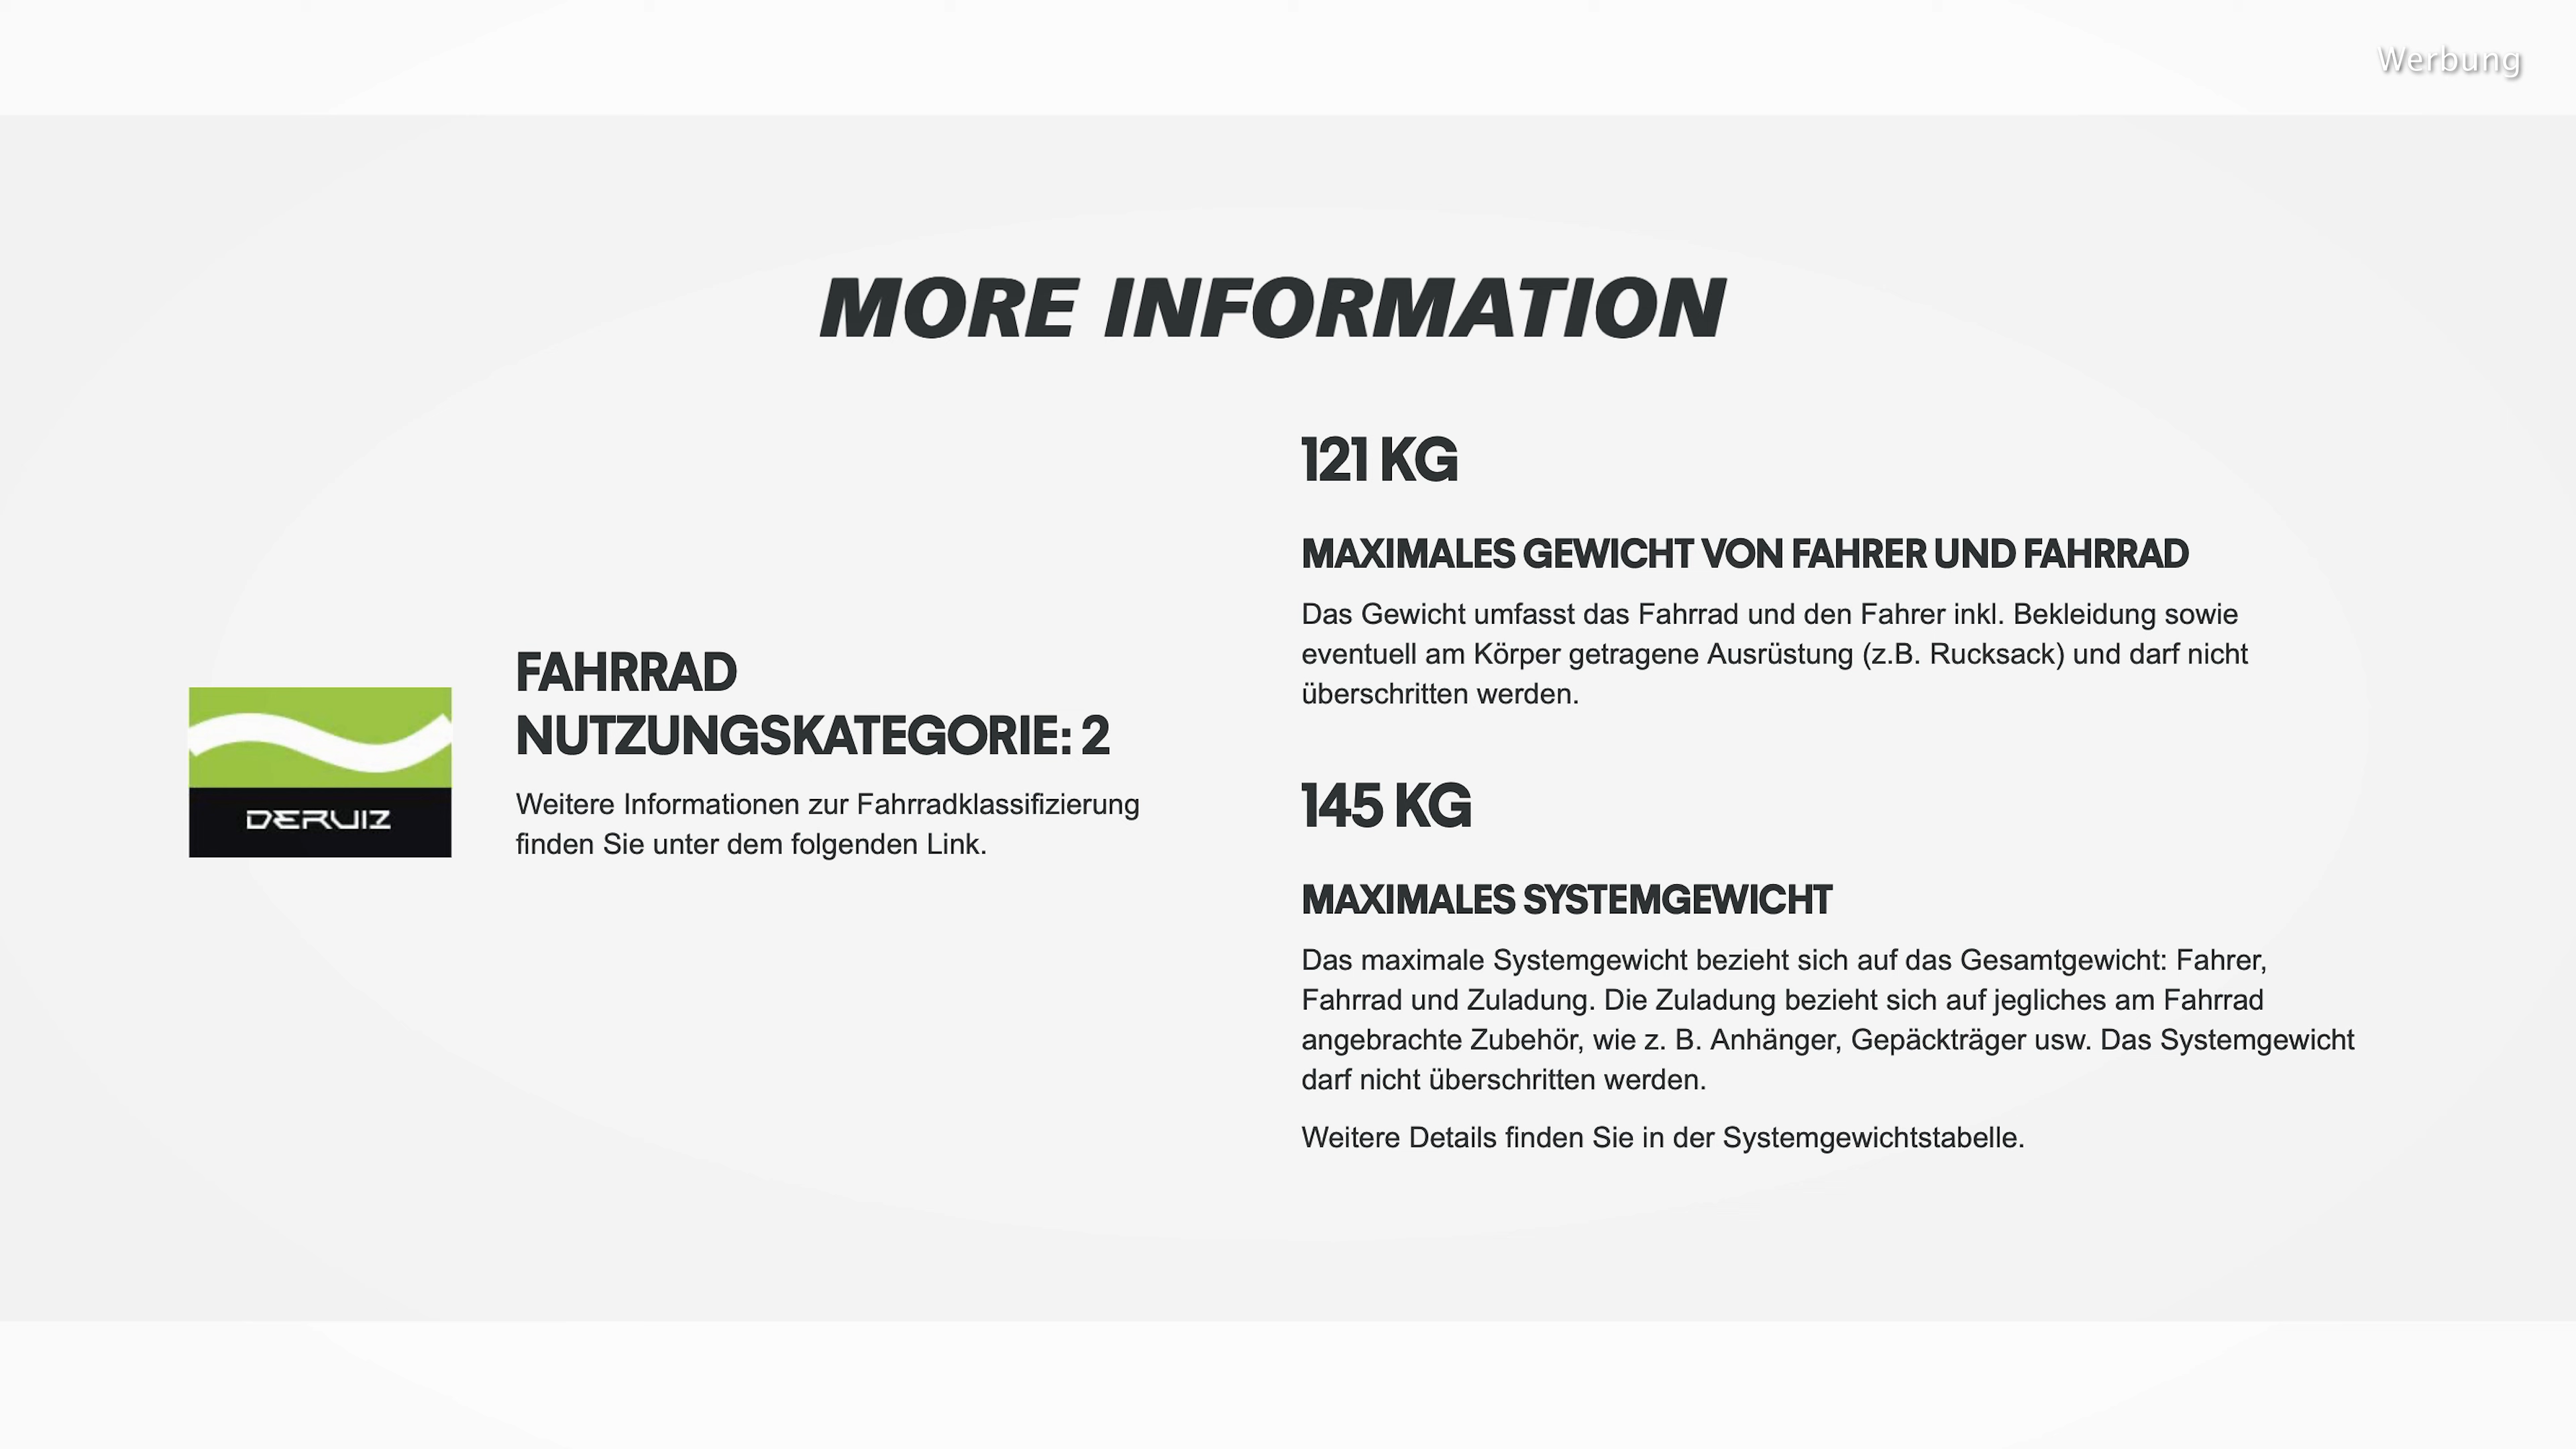 Werbung
MORE INFORMATION
FAHRRAD
NUTZUNGSKATEGORIE: 2
Weitere Informationen zur Fahrradklassifizierung
finden Sie unter dem folgenden Link.
DERUIZ
121 KG
MAXIMALES GEWICHT VON FAHRER UND FAHRRAD
Das Gewicht umfasst das Fahrrad und den Fahrer inkl. Bekleidung sowie
eventuell am Körper getragene Ausrüstung (z.B. Rucksack) und darf nicht
überschritten werden.
145 KG
MAXIMALES SYSTEMGEWICHT
Das maximale Systemgewicht bezieht sich auf das Gesamtgewicht: Fahrer,
Fahrrad und Zuladung. Die Zuladung bezieht sich auf jegliches am Fahrrad
angebrachte Zubehör, wie z. B. Anhänger, Gepäckträger usw. Das Systemgewicht
darf nicht überschritten werden.
Weitere Details finden Sie in der Systemgewichtstabelle.